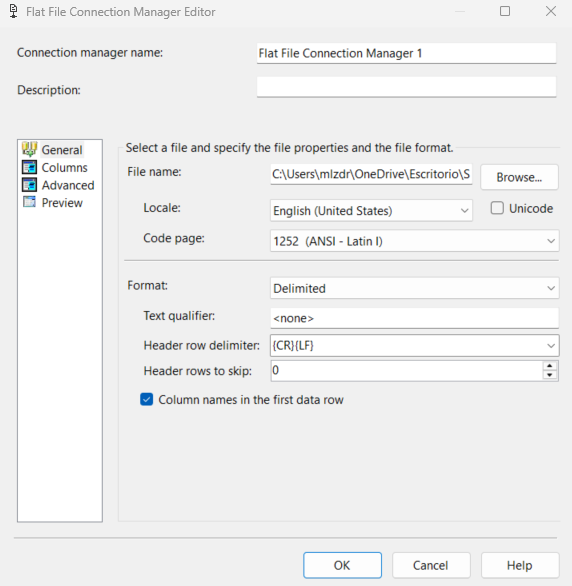 Flat File Connection Manager Editor
Connection manager name: Flat File Connection Manager 1
Description:
General
Columns
Advanced
Preview
Select a file and specify the file properties and the file format.
File name: C:\Users\mlzdr\OneDrive\Escritorio\S Browse...
Locale: English (United States) Unicode
Code page: 1252 (ANSI - Latin I)
Format: Delimited
Text qualifier: <none>
Header row delimiter: {CR}{LF}
Header rows to skip: 0
Column names in the first data row
OK Cancel Help